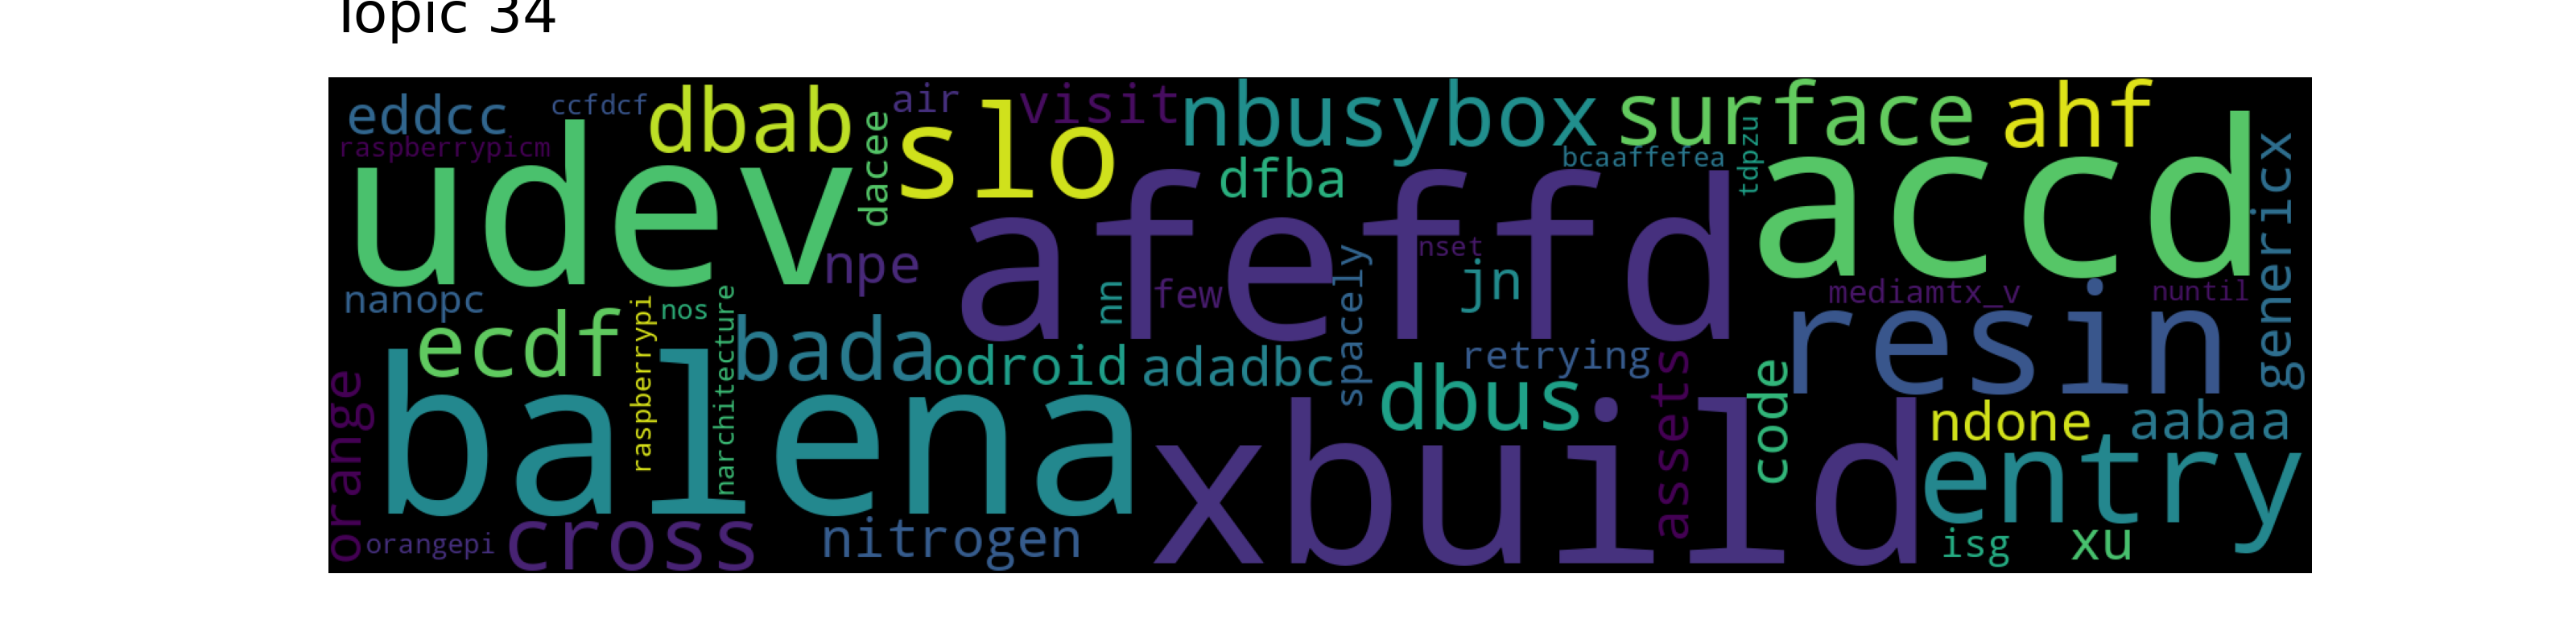 Topic 34
eddcc
ccfdcf
dbab
air
visit
nbusybox
surface
ahf
raspberrypicm
udev
dacee
slo
dfba
bcaaffefea
tdpzu
accd
genericx
afeffd
npe
nset
jn
nn
few
spacely
nanopc
nos
mediamtx_v
nuntil
resin
ecdf
raspberrypi
narchitecture
bada
odroid
adadbc
retrying
dbus
assets
code
orange
balena
xbuild
ndone
aabaa
entry
orangepi
cross
nitrogen
isg
xu